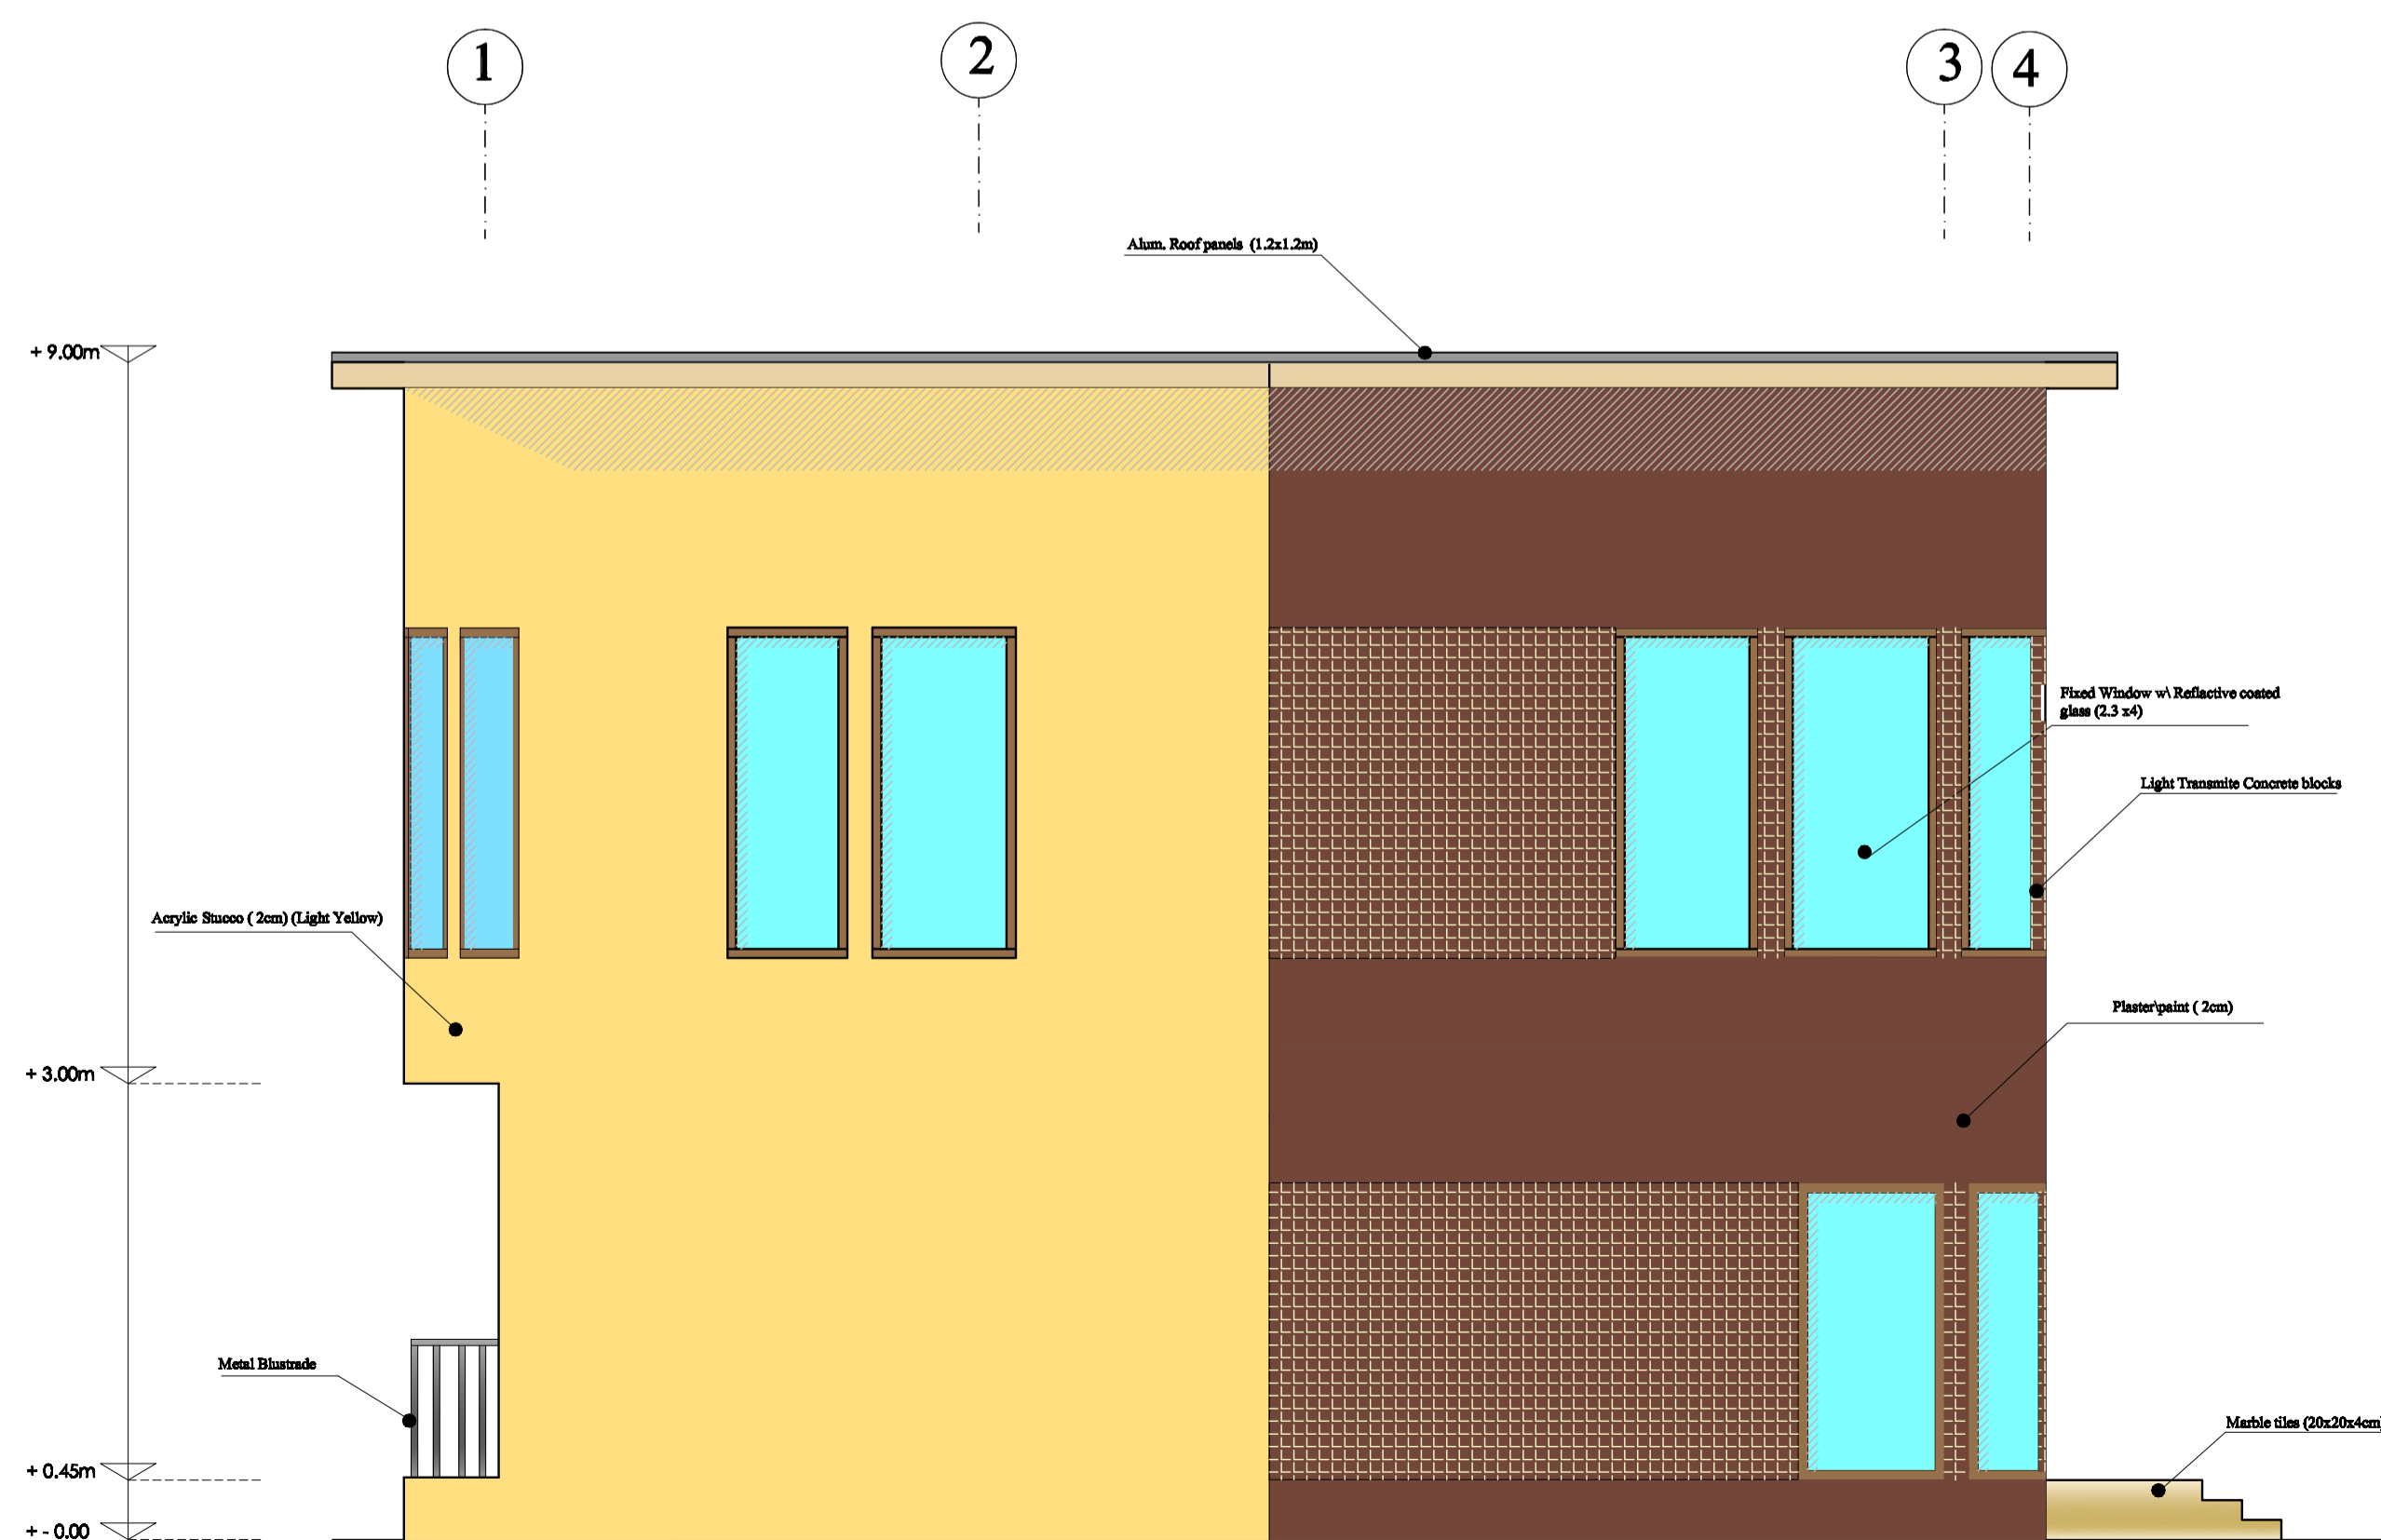 1
2
3
4
Alum. Roof panels (1.2x1.2m)
+ 9.00m
Fixed Window w\ Reflactive coated
glass (2.3 x4)
Light Transmite Concrete blocks
Acrylic Stucco ( 2cm) (Light Yellow)
Plaster\paint ( 2cm)
+ 3.00m
Metal Blustrade
Marble tiles (20x20x4cm)
+ 0.45m
+ - 0.00